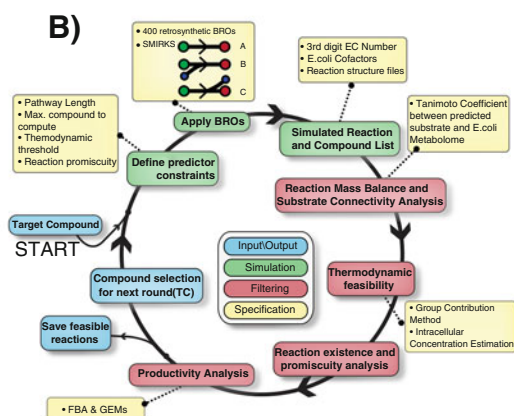 B)
• 400 retrosynthetic BROs
• SMIRKS
A
B
C
• 3rd digit EC Number
• E.coli Cofactors
• Reaction structure files
• Pathway Length
• Max. compound to
compute
• Thermodynamic
threshold
• Reaction promiscuity
Apply BROs
Simulated Reaction
and Compound List
• Tanimoto Coefficient
between predicted
substrate and E.coli
Metabolome
Define predictor
constraints
Reaction Mass Balance and
Substrate Connectivity Analysis
Target Compound
START
Input\Output
Simulation
Filtering
Specification
Compound selection
for next round(TC)
Thermodynamic
feasibility
• Group Contribution
Method
• Intracellular
Concentration Estimation
Save feasible
reactions
Reaction existence and
promiscuity analysis
Productivity Analysis
• FBA & GEMs